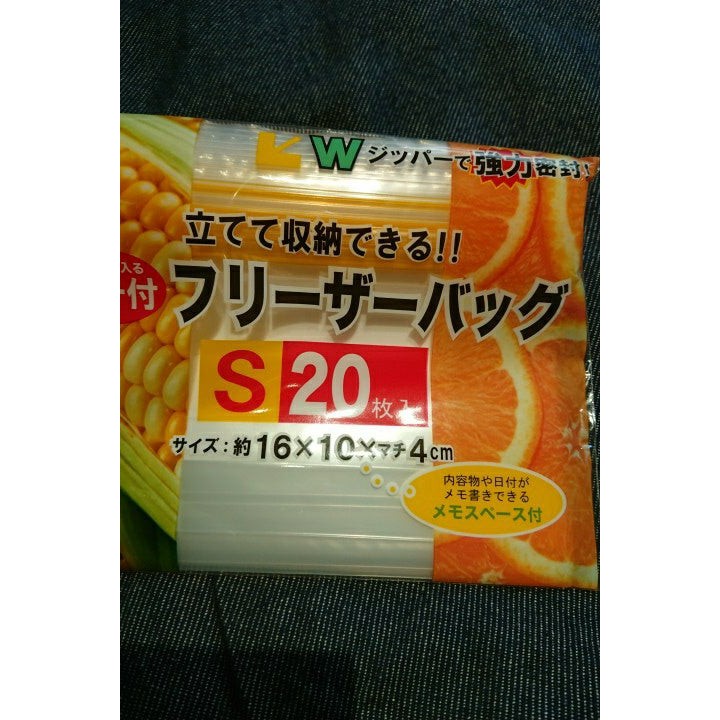 Wジッパーで強力密封!
立てて収納できる!!
入る
付
フリーザーバッグ
S 20枚入
サイズ:約16×10×マチ4cm
内容物や日付が
メモ書きできる
メモスペース付